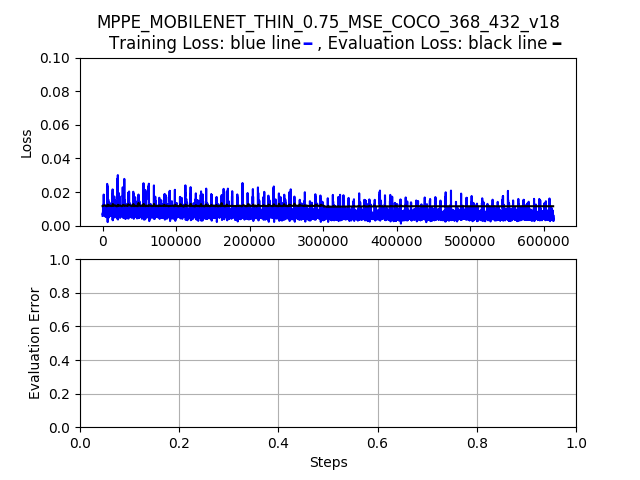 MPPE_MOBILENET_THIN_0.75_MSE_COCO_368_432_v18
Training Loss: blue line , Evaluation Loss: black line
Loss
0.10
0.08
0.06
0.04
0.02
0.00
0 100000 200000 300000 400000 500000 600000
Evaluation Error
1.0
0.8
0.6
0.4
0.2
0.0
0.0 0.2 0.4 0.6 0.8 1.0
Steps